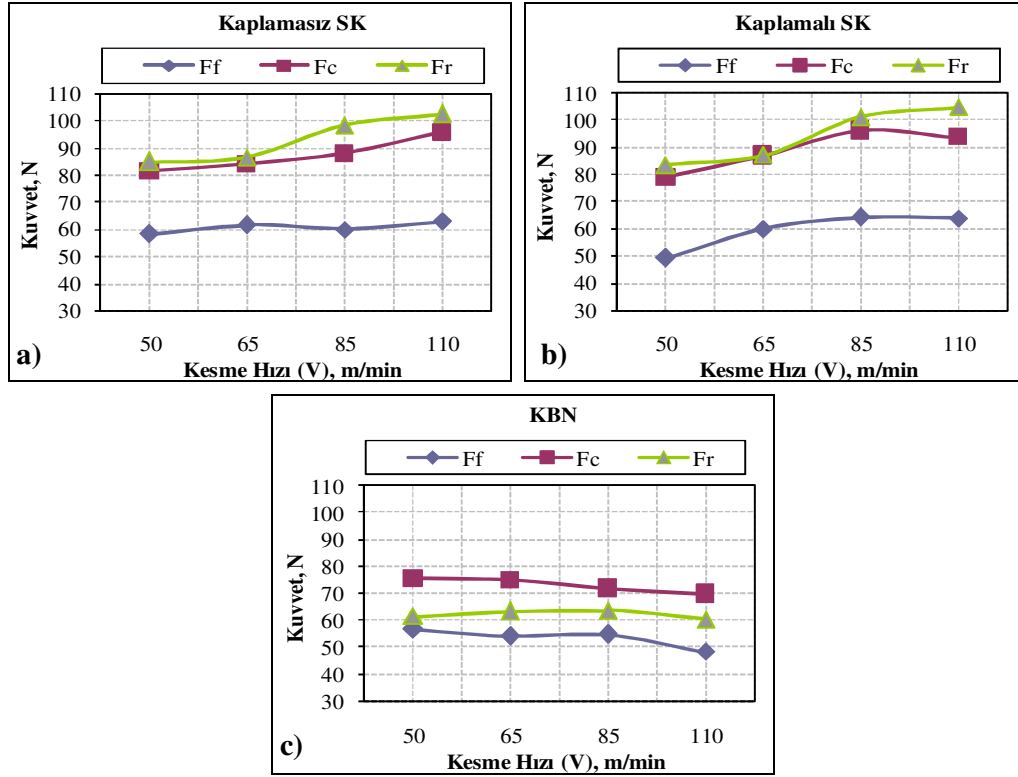 Kaplamasız SK
Ff Fc Fr
110
100
90
80
70
60
50
40
30
Kuvvet, N
50 65 85 110
Kesme Hızı (V), m/min
a)
Kaplamalı SK
Ff Fc Fr
110
100
90
80
70
60
50
40
30
Kuvvet, N
50 65 85 110
Kesme Hızı (V), m/min
b)
KBN
Ff Fc Fr
110
100
90
80
70
60
50
40
30
Kuvvet, N
50 65 85 110
Kesme Hızı (V), m/min
c)